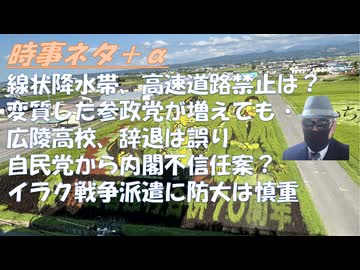 時事ネタ＋α
線状降水帯、高速道路禁止は？
変質した参政党が増えても・
広陵高校、辞退は誤り
自民党から内閣不信任案？
イラク戦争派遣に防大は慎重